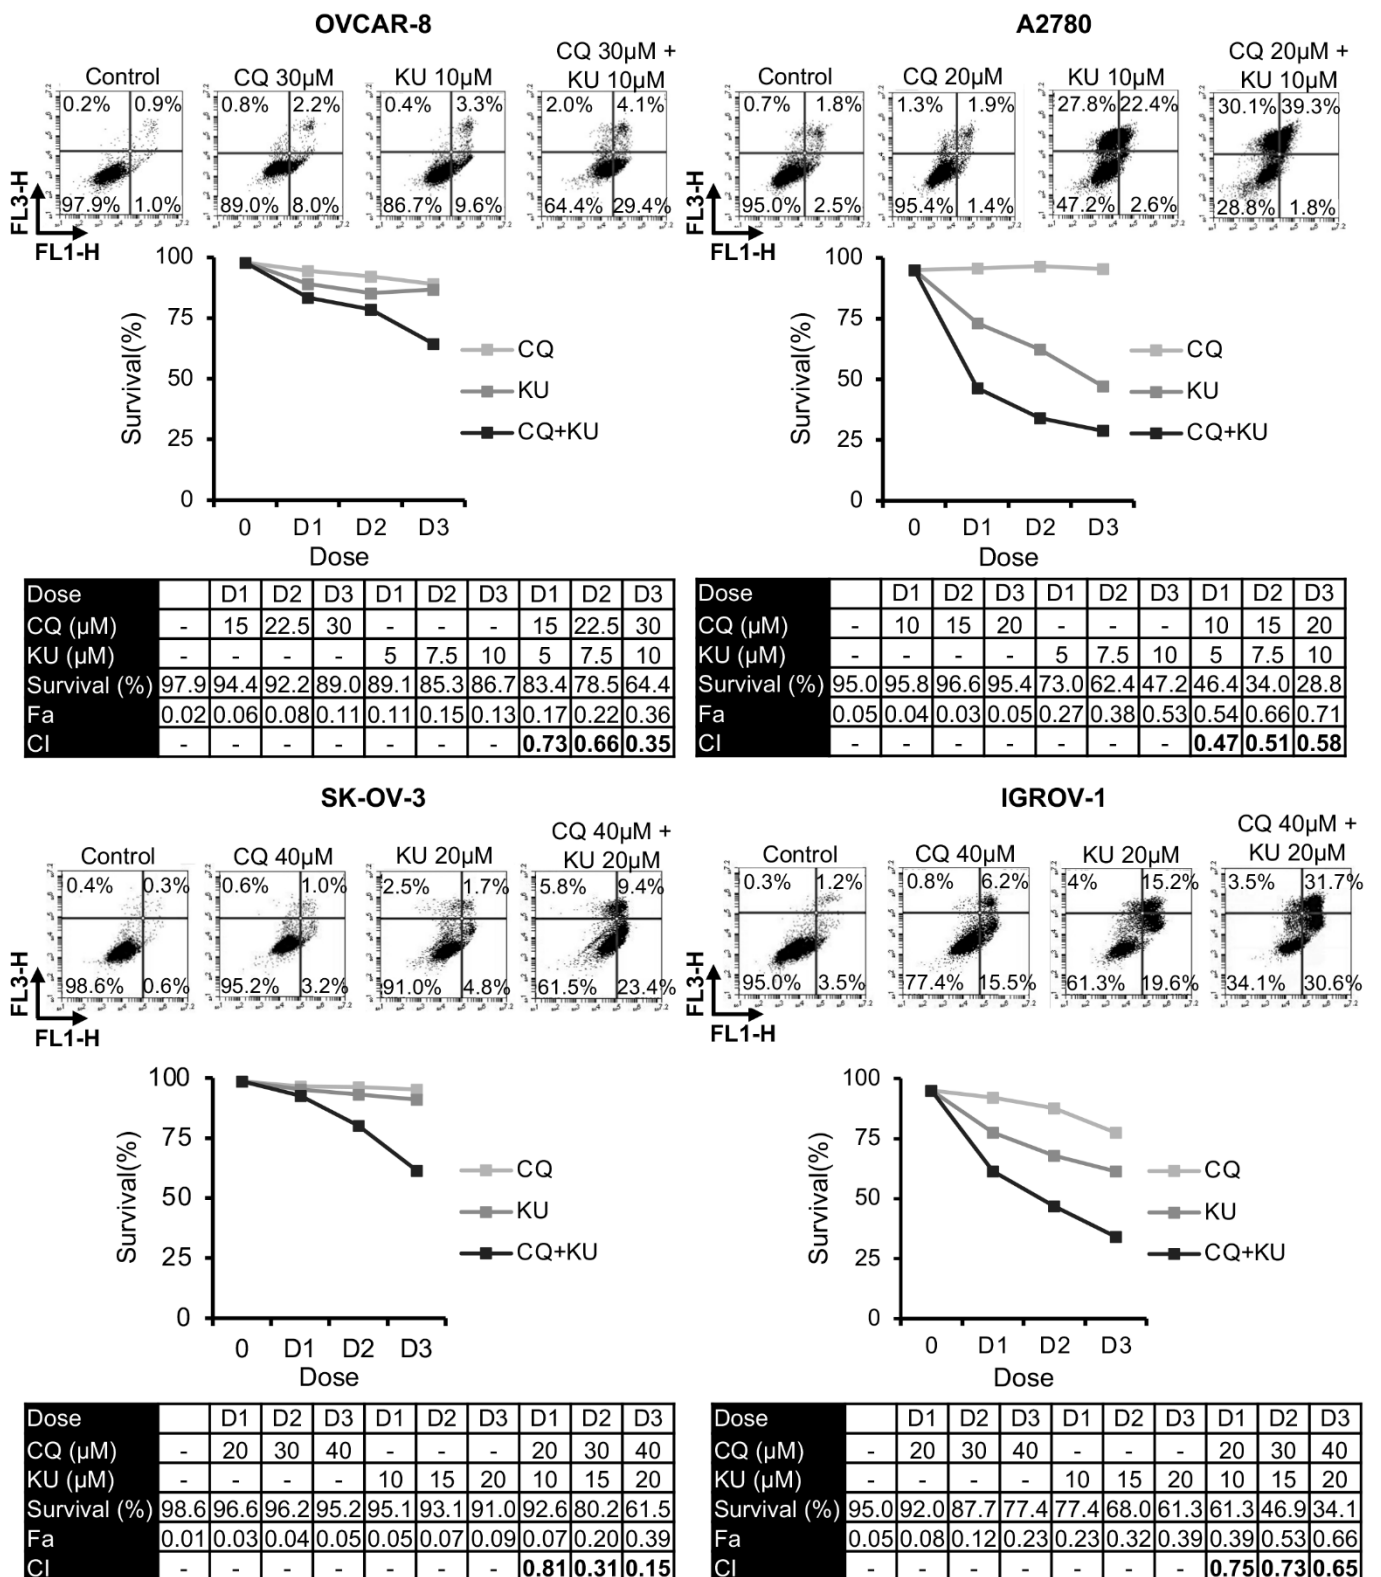 OVCAR-8
Control
CQ 30µM
KU 10µM
CQ 30µM +
KU 10µM
0.2% 0.9%
97.9% 1.0%
0.8% 2.2%
89.0% 8.0%
0.4% 3.3%
86.7% 9.6%
2.0% 4.1%
64.4% 29.4%
FL3-H
FL1-H
Survival(%)
100
75
50
25
0
0 D1 D2 D3
Dose
CQ
KU
CQ+KU
Dose D1 D2 D3 D1 D2 D3 D1 D2 D3
CQ (µM) - 15 22.5 30 - - - 15 22.5 30
KU (µM) - - - - 5 7.5 10 5 7.5 10
Survival (%) 97.9 94.4 92.2 89.0 89.1 85.3 86.7 83.4 78.5 64.4
Fa 0.02 0.06 0.08 0.11 0.11 0.15 0.13 0.17 0.22 0.36
CI - - - - - - - 0.73 0.66 0.35
A2780
Control
CQ 20µM
KU 10µM
CQ 20µM +
KU 10µM
0.7% 1.8%
95.0% 2.5%
1.3% 1.9%
95.4% 1.4%
27.8% 22.4%
47.2% 2.6%
30.1% 39.3%
28.8% 1.8%
FL3-H
FL1-H
Survival(%)
100
75
50
25
0
0 D1 D2 D3
Dose
CQ
KU
CQ+KU
Dose D1 D2 D3 D1 D2 D3 D1 D2 D3
CQ (µM) - 10 15 20 - - - 10 15 20
KU (µM) - - - - 5 7.5 10 5 7.5 10
Survival (%) 95.0 95.8 96.6 95.4 73.0 62.4 47.2 46.4 34.0 28.8
Fa 0.05 0.04 0.03 0.05 0.27 0.38 0.53 0.54 0.66 0.71
CI - - - - - - - 0.47 0.51 0.58
SK-OV-3
Control
CQ 40µM
KU 20µM
CQ 40µM +
KU 20µM
0.4% 0.3%
98.6% 0.6%
0.6% 1.0%
95.2% 3.2%
2.5% 1.7%
91.0% 4.8%
5.8% 9.4%
61.5% 23.4%
FL3-H
FL1-H
Survival(%)
100
75
50
25
0
0 D1 D2 D3
Dose
CQ
KU
CQ+KU
Dose D1 D2 D3 D1 D2 D3 D1 D2 D3
CQ (µM) - 20 30 40 - - - 20 30 40
KU (µM) - - - - 10 15 20 10 15 20
Survival (%) 98.6 96.6 96.2 95.2 95.1 93.1 91.0 92.6 80.2 61.5
Fa 0.01 0.03 0.04 0.05 0.05 0.07 0.09 0.07 0.20 0.39
CI - - - - - - - 0.81 0.31 0.15
IGROV-1
Control
CQ 40µM
KU 20µM
CQ 40µM +
KU 20µM
0.3% 1.2%
95.0% 3.5%
0.8% 6.2%
77.4% 15.5%
4% 15.2%
61.3% 19.6%
3.5% 31.7%
34.1% 30.6%
FL3-H
FL1-H
Survival(%)
100
75
50
25
0
0 D1 D2 D3
Dose
CQ
KU
CQ+KU
Dose D1 D2 D3 D1 D2 D3 D1 D2 D3
CQ (µM) - 20 30 40 - - - 20 30 40
KU (µM) - - - - 10 15 20 10 15 20
Survival (%) 95.0 92.0 87.7 77.4 77.4 68.0 61.3 61.3 46.9 34.1
Fa 0.05 0.08 0.12 0.23 0.23 0.32 0.39 0.39 0.53 0.66
CI - - - - - - - 0.75 0.73 0.65